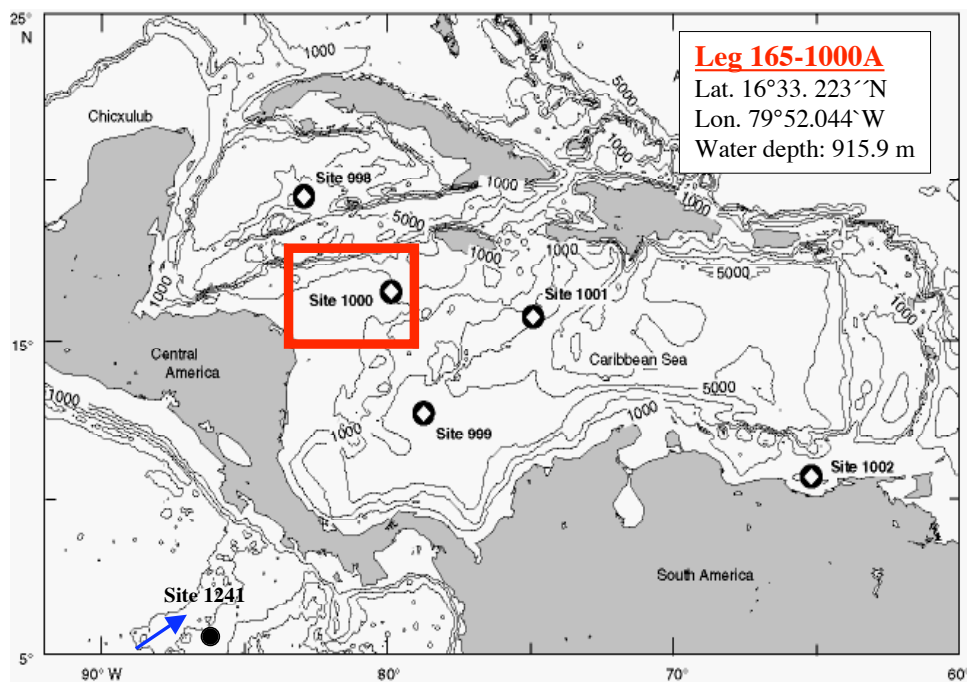 25°
N
1000
5000
Leg 165-1000A
Lat. 16°33. 223´´N
Lon. 79°52.044`W
Water depth: 915.9 m
Chicxulub
1000
Site 998
1000
1000
5000
1000
1000
5000
Site 1000
Site 1001
1000
1000
15°
Central
America
Caribbean Sea
5000
1000
1000
1000
Site 999
Site 1002
South America
Site 1241
5°
90° W
80°
70°
60°